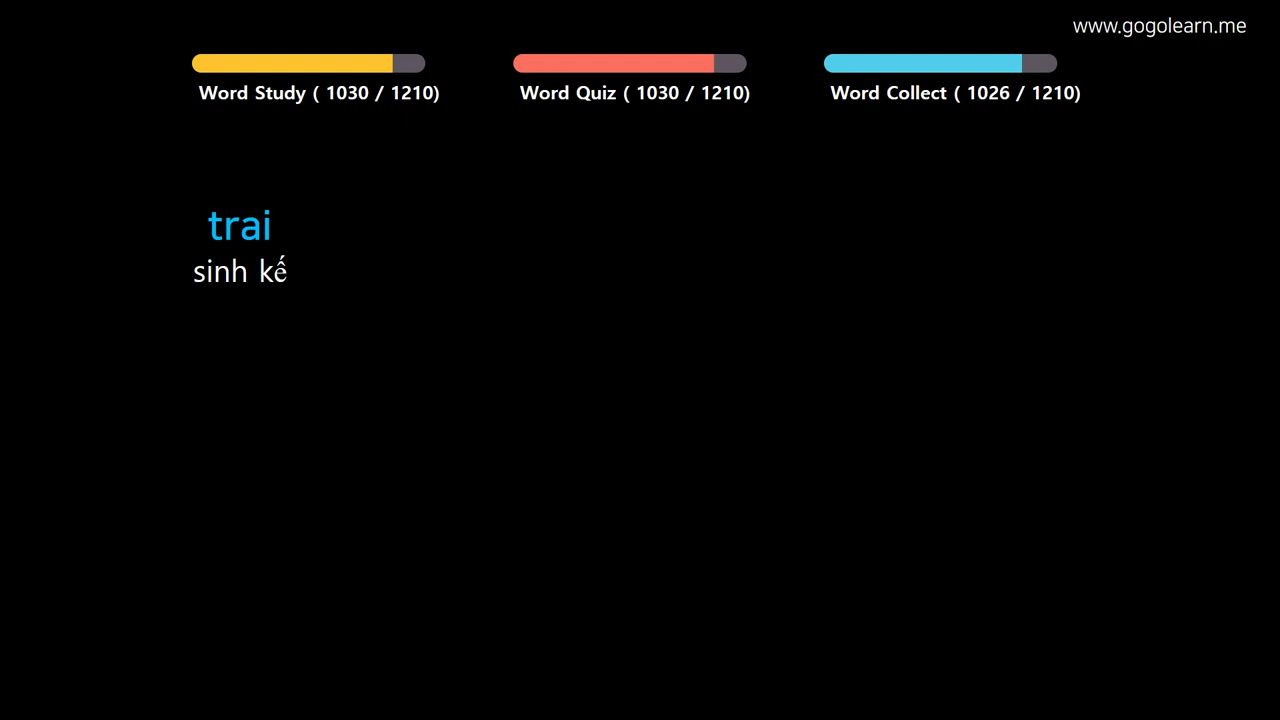 www.gogolearn.me
Word Study ( 1030 / 1210)
Word Quiz ( 1030 / 1210)
Word Collect ( 1026 / 1210)
trai
sinh kế